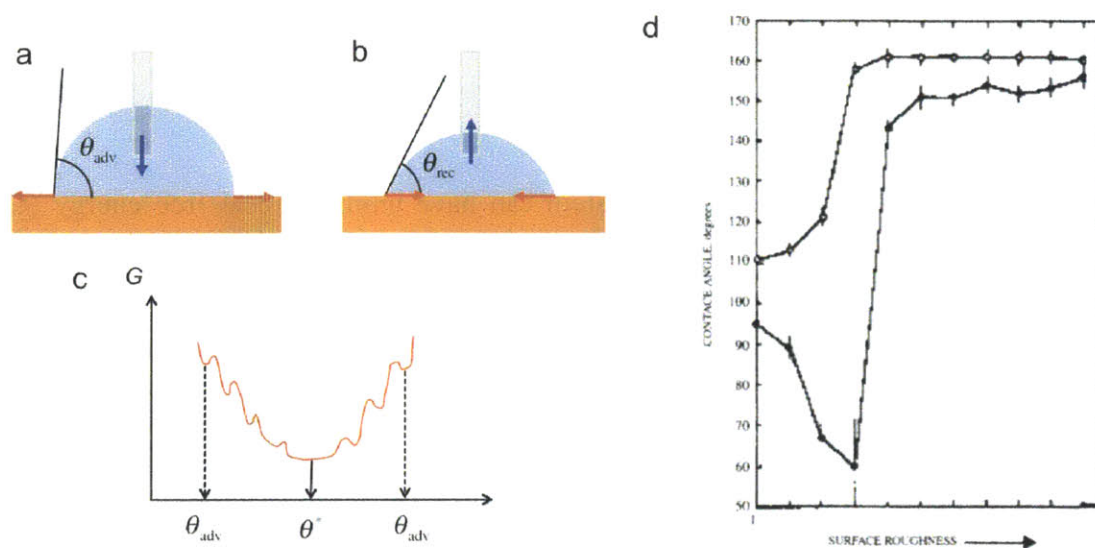 a
θadv
b
θrec
c
G
θadv
θ*
θadv
d
CONTACE ANGLE, degrees
170
160
150
140
130
120
110
100
90
80
70
60
50
1
SURFACE ROUGHNESS